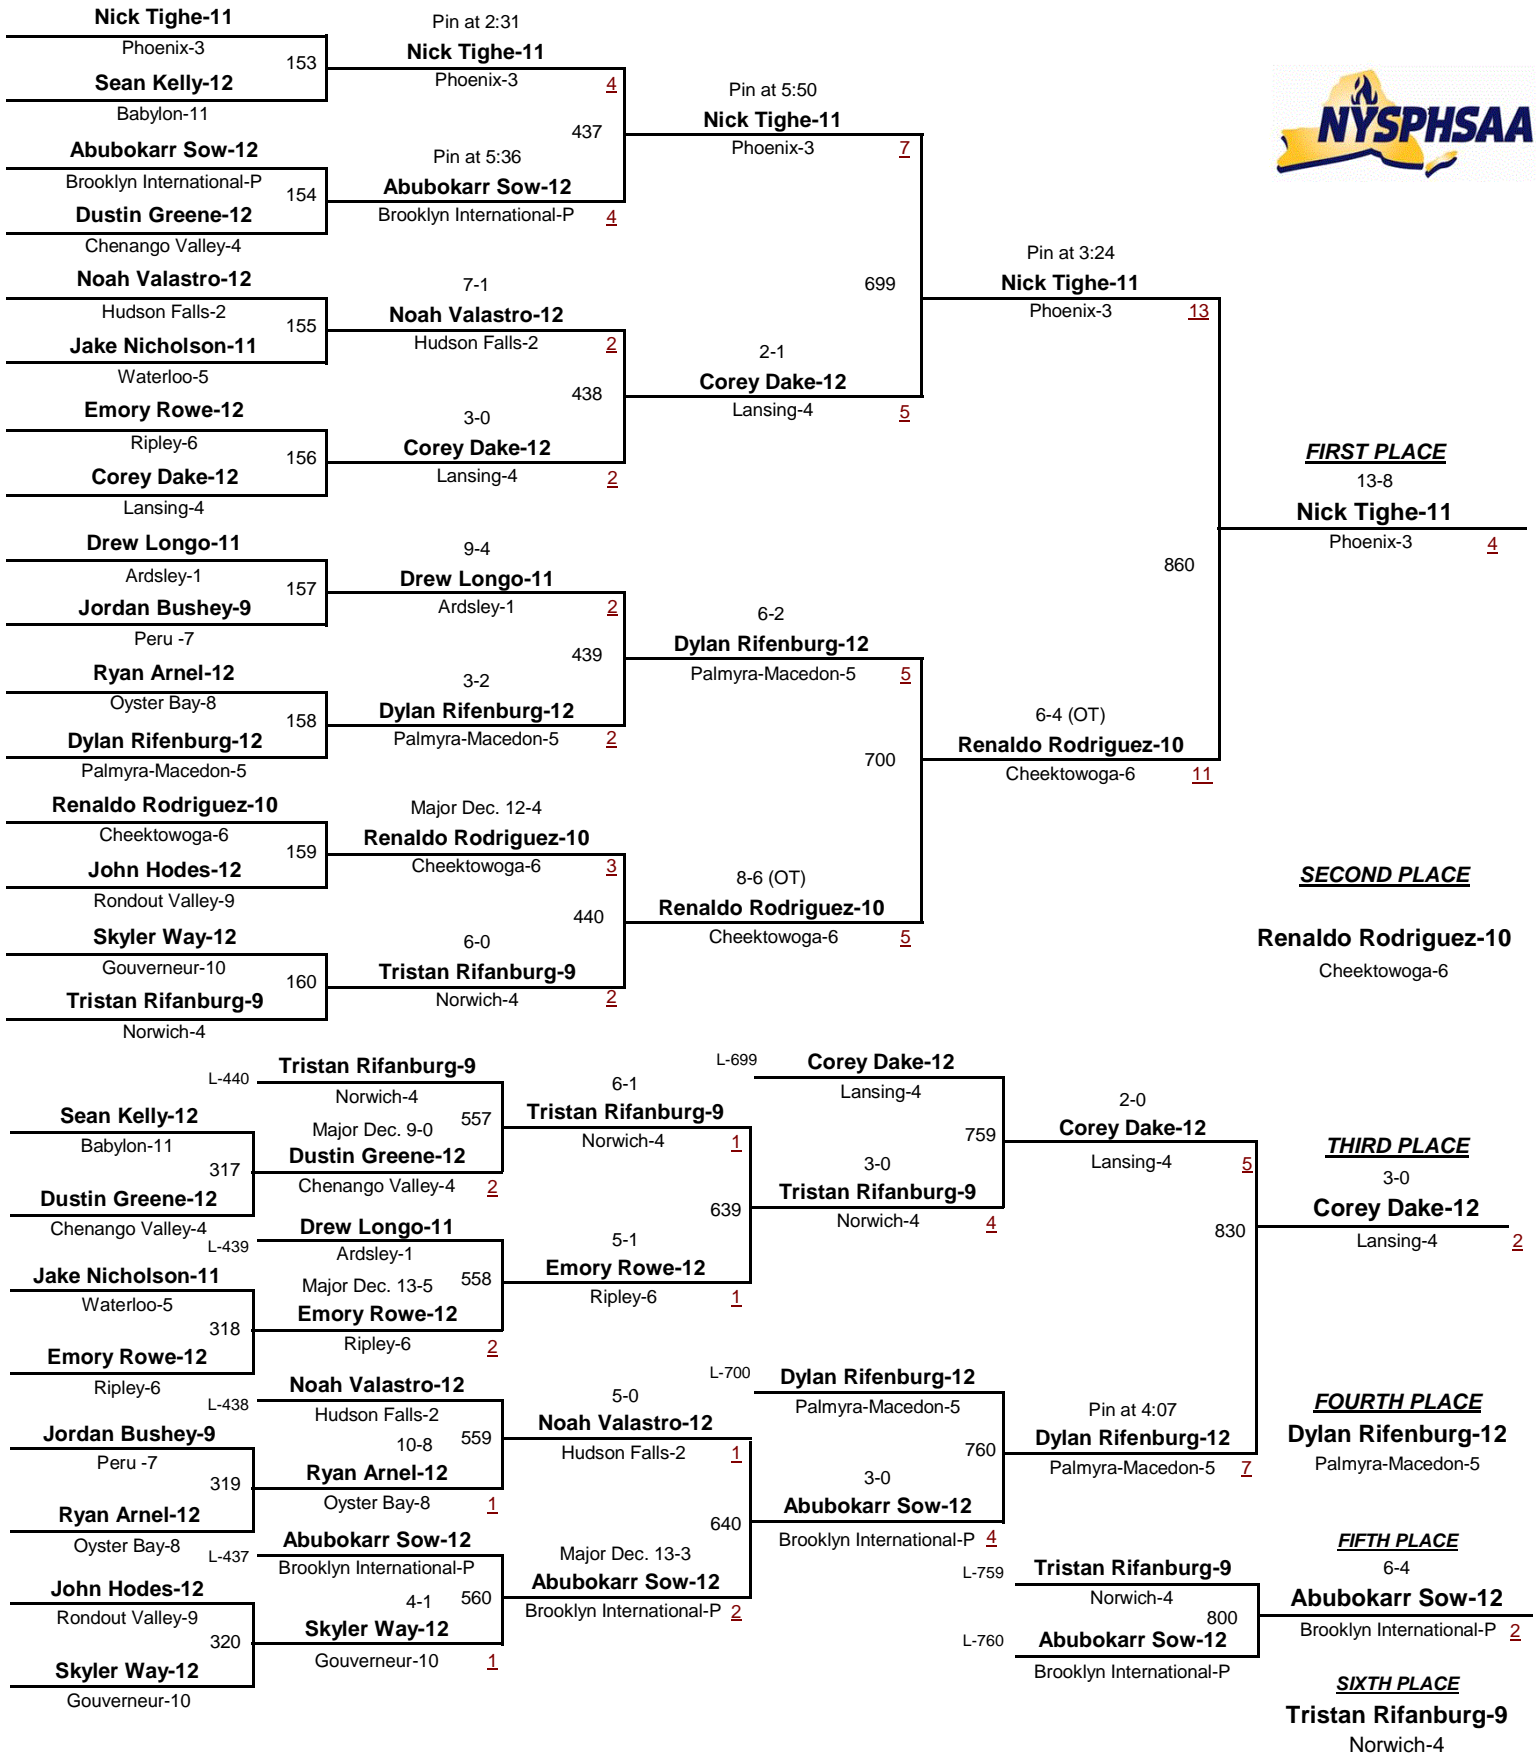 Nick Tighe-11
Phoenix-3
153
Sean Kelly-12
Babylon-11
Abubokarr Sow-12
Brooklyn International-P
154
Dustin Greene-12
Chenango Valley-4
Noah Valastro-12
Hudson Falls-2
155
Jake Nicholson-11
Waterloo-5
Emory Rowe-12
Ripley-6
156
Corey Dake-12
Lansing-4
Drew Longo-11
Ardsley-1
157
Jordan Bushey-9
Peru -7
Ryan Arnel-12
Oyster Bay-8
158
Dylan Rifenburg-12
Palmyra-Macedon-5
Renaldo Rodriguez-10
Cheektowoga-6
159
John Hodes-12
Rondout Valley-9
Skyler Way-12
Gouverneur-10
160
Tristan Rifanburg-9
Norwich-4
Pin at 2:31
Nick Tighe-11
Phoenix-3 4
437
Pin at 5:36
Abubokarr Sow-12
Brooklyn International-P 4
7-1
Noah Valastro-12
Hudson Falls-2 2
438
3-0
Corey Dake-12
Lansing-4 2
9-4
Drew Longo-11
Ardsley-1 2
439
3-2
Dylan Rifenburg-12
Palmyra-Macedon-5 2
Major Dec. 12-4
Renaldo Rodriguez-10
Cheektowoga-6 3
440
6-0
Tristan Rifanburg-9
Norwich-4 2
Pin at 5:50
Nick Tighe-11
Phoenix-3 7
699
2-1
Corey Dake-12
Lansing-4 5
6-2
Dylan Rifenburg-12
Palmyra-Macedon-5 5
700
8-6 (OT)
Renaldo Rodriguez-10
Cheektowoga-6 5
Pin at 3:24
Nick Tighe-11
Phoenix-3 13
860
6-4 (OT)
Renaldo Rodriguez-10
Cheektowoga-6 11
NYSPHSAA
FIRST PLACE
13-8
Nick Tighe-11
Phoenix-3 4
SECOND PLACE
Renaldo Rodriguez-10
Cheektowoga-6
L-440
Tristan Rifanburg-9
Norwich-4
557
Sean Kelly-12
Babylon-11
317
Dustin Greene-12
Chenango Valley-4
Major Dec. 9-0
Dustin Greene-12
Chenango Valley-4 2
L-439
Drew Longo-11
Ardsley-1
558
Jake Nicholson-11
Waterloo-5
318
Emory Rowe-12
Ripley-6
Major Dec. 13-5
Emory Rowe-12
Ripley-6 2
L-438
Noah Valastro-12
Hudson Falls-2
559
Jordan Bushey-9
Peru -7
319
Ryan Arnel-12
Oyster Bay-8
10-8
Ryan Arnel-12
Oyster Bay-8 1
L-437
Abubokarr Sow-12
Brooklyn International-P
560
John Hodes-12
Rondout Valley-9
320
Skyler Way-12
Gouverneur-10
4-1
Skyler Way-12
Gouverneur-10 1
6-1
Tristan Rifanburg-9
Norwich-4 1
639
5-1
Emory Rowe-12
Ripley-6 1
5-0
Noah Valastro-12
Hudson Falls-2 1
640
Major Dec. 13-3
Abubokarr Sow-12
Brooklyn International-P 2
L-699
Corey Dake-12
Lansing-4
759
3-0
Tristan Rifanburg-9
Norwich-4 4
L-700
Dylan Rifenburg-12
Palmyra-Macedon-5
760
3-0
Abubokarr Sow-12
Brooklyn International-P 4
2-0
Corey Dake-12
Lansing-4 5
830
Pin at 4:07
Dylan Rifenburg-12
Palmyra-Macedon-5 7
L-759
Tristan Rifanburg-9
Norwich-4
800
L-760
Abubokarr Sow-12
Brooklyn International-P
THIRD PLACE
3-0
Corey Dake-12
Lansing-4 2
FOURTH PLACE
Dylan Rifenburg-12
Palmyra-Macedon-5
FIFTH PLACE
6-4
Abubokarr Sow-12
Brooklyn International-P 2
SIXTH PLACE
Tristan Rifanburg-9
Norwich-4